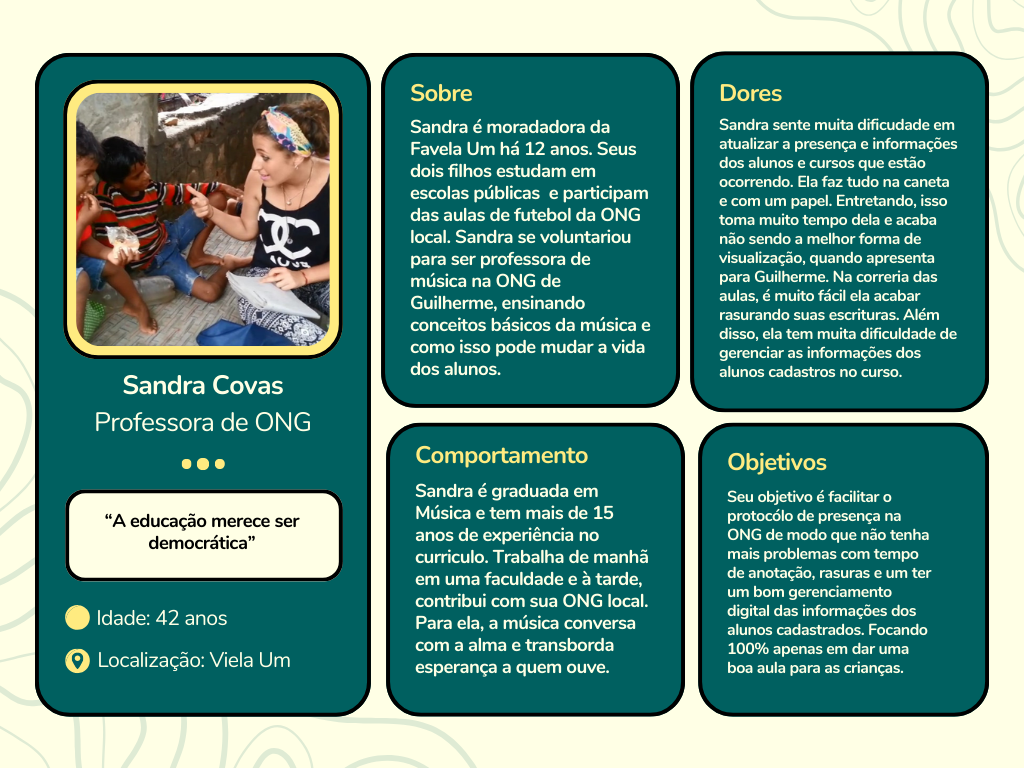 Sandra Covas
Professora de ONG
“A educação merece ser
democrática”
Idade: 42 anos
Localização: Viela Um
Sobre
Sandra é moradadora da
Favela Um há 12 anos. Seus
dois filhos estudam em
escolas públicas e participam
das aulas de futebol da ONG
local. Sandra se voluntariou
para ser professora de
música na ONG de
Guilherme, ensinando
conceitos básicos da música e
como isso pode mudar a vida
dos alunos.
Dores
Sandra sente muita dificudade em
atualizar a presença e informações
dos alunos e cursos que estão
ocorrendo. Ela faz tudo na caneta
e com um papel. Entretando, isso
toma muito tempo dela e acaba
não sendo a melhor forma de
visualização, quando apresenta
para Guilherme. Na correria das
aulas, é muito fácil ela acabar
rasurando suas escrituras. Além
disso, ela tem muita dificuldade de
gerenciar as informações dos
alunos cadastros no curso.
Comportamento
Sandra é graduada em
Música e tem mais de 15
anos de experiência no
curriculo. Trabalha de manhã
em uma faculdade e à tarde,
contribui com sua ONG local.
Para ela, a música conversa
com a alma e transborda
esperança a quem ouve.
Objetivos
Seu objetivo é facilitar o
protocólo de presença na
ONG de modo que não tenha
mais problemas com tempo
de anotação, rasuras e um ter
um bom gerenciamento
digital das informações dos
alunos cadastrados. Focando
100% apenas em dar uma
boa aula para as crianças.